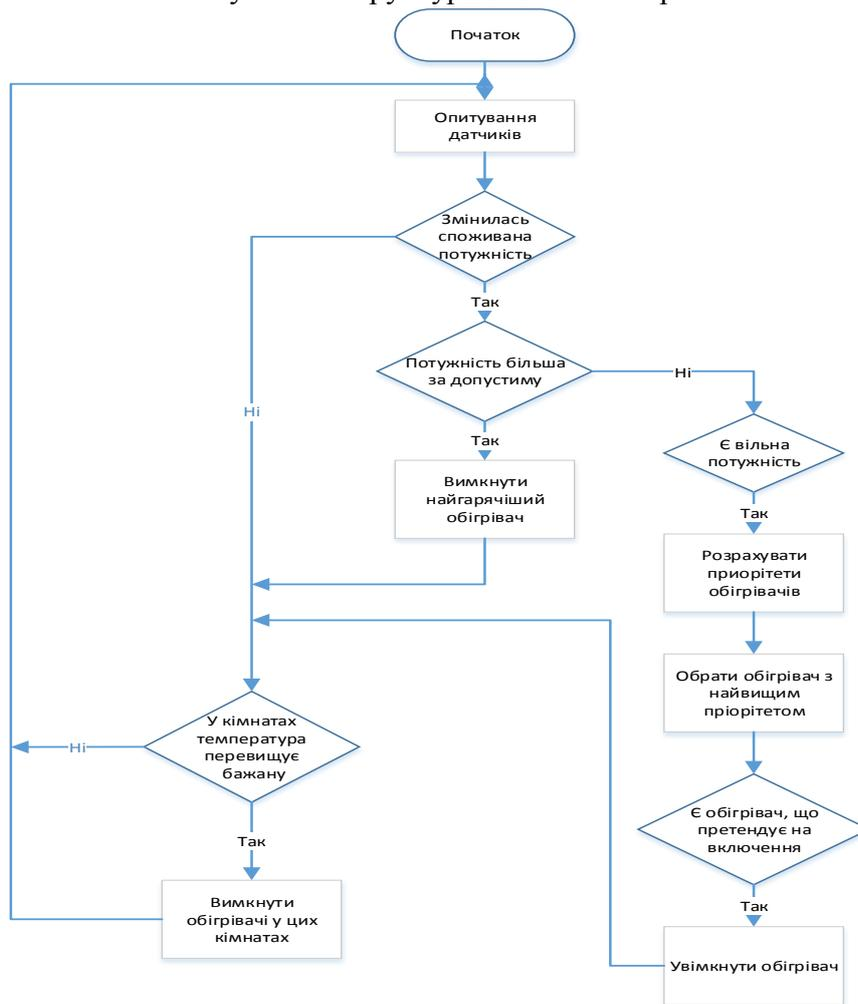 Початок
Опитування
датчиків
Змінилась
споживана
потужність
Так
Ні
Потужність більша
за допустиму
Ні
Так
Є вільна
потужність
Вимкнути
найгарячіший
обігрівач
Так
Розрахувати
приорітети
обігрівачів
Обрати обігрівач з
найвищим
пріорітетом
У кімнатах
температура
перевищує
бажану
Ні
Так
Є обігрівач, що
претендує на
включення
Так
Вимкнути
обігрівачі у цих
кімнатах
Увімкнути обігрівач